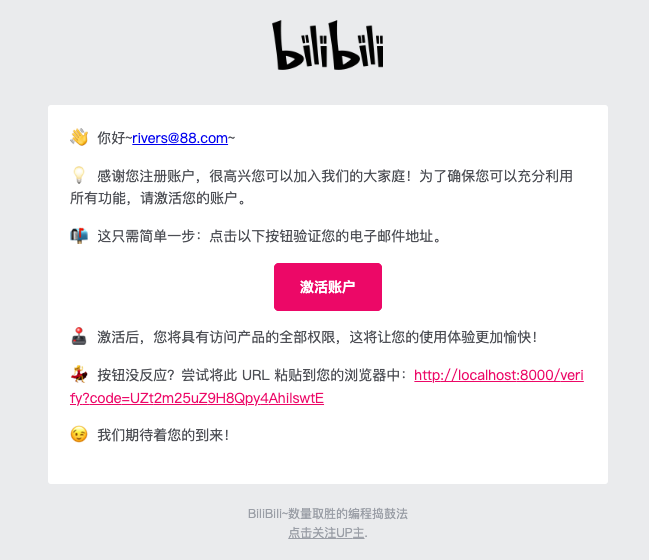 bilibili
👋 你好~rivers@88.com~
💡 感谢您注册账户，很高兴您可以加入我们的大家庭！为了确保您可以充分利用
所有功能，请激活您的账户。
📬 这只需简单一步：点击以下按钮验证您的电子邮件地址。
激活账户
🕹️ 激活后，您将具有访问产品的全部权限，这将让您的使用体验更加愉快！
💃 按钮没反应？尝试将此 URL 粘贴到您的浏览器中：http://localhost:8000/veri
fy?code=UZt2m25uZ9H8Qpy4AhilswtE
😉 我们期待着您的到来！
BiliBili~数量取胜的编程捣鼓法
点击关注UP主.